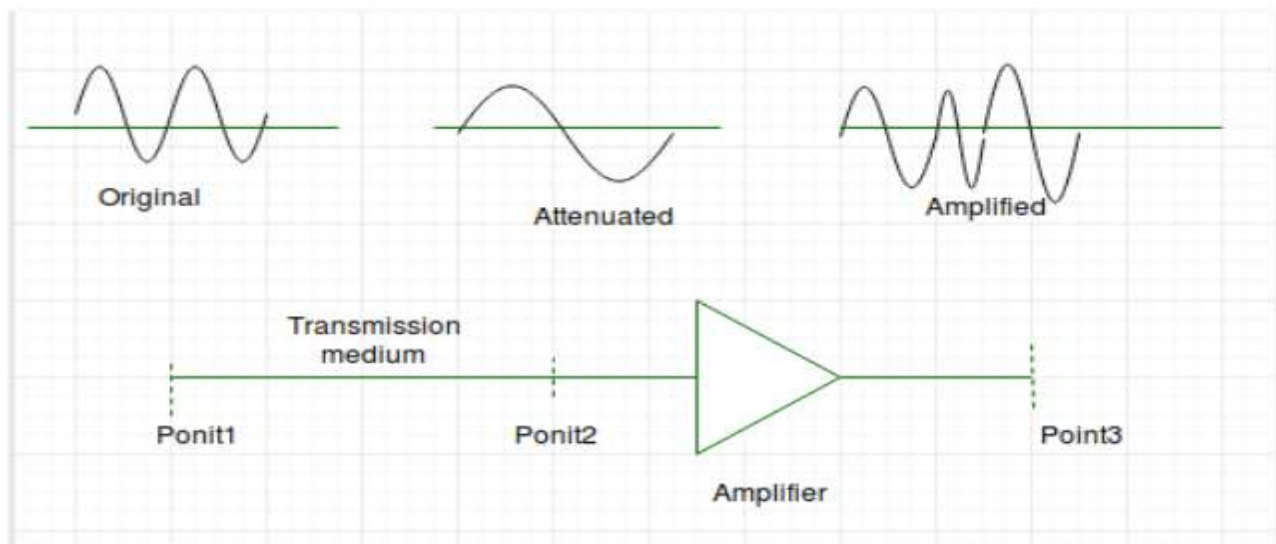 Original
Attenuated
Amplified
Transmission
medium
Ponit1
Ponit2
Point3
Amplifier